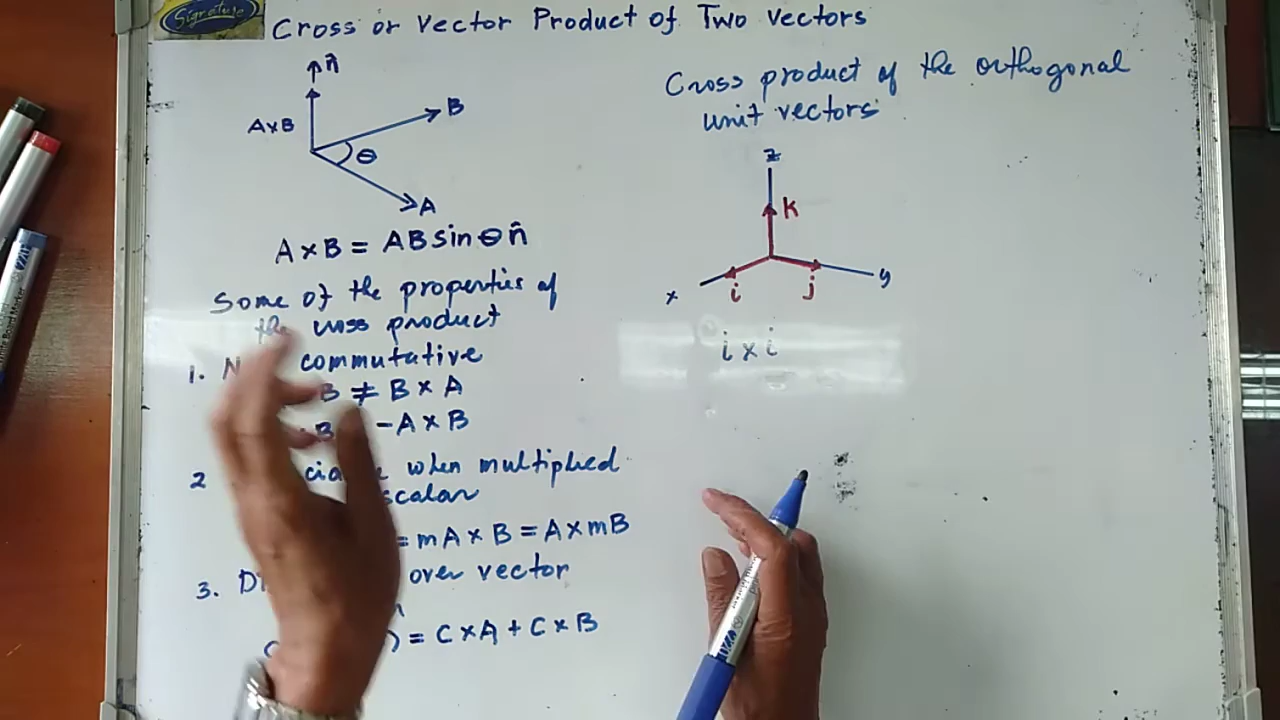 Signature
Cross or Vector Product of Two Vectors
n̂
A×B
B
θ
A
A×B = AB sin θ n̂
Some of the properties of
the cross product
1. N commutative
B ≠ B × A
B -A × B
2 when multiplied
scalar
= mA × B = A × mB
3. over vector
) = C × A + C × B
Cross product of the orthogonal
unit vectors
z
k
x i j y
i × i